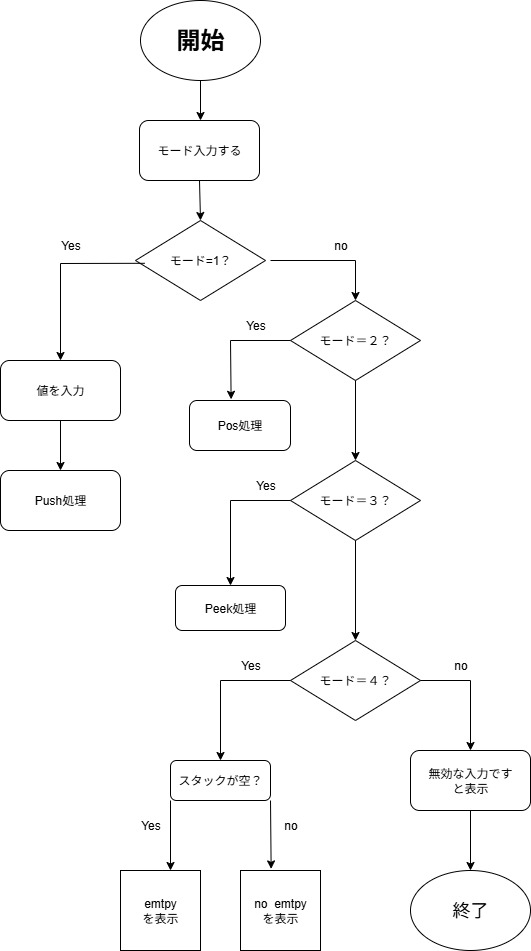 開始
モード入力する
モード=1？
Yes
no
モード＝２？
Yes
値を入力
Pos処理
Push処理
モード＝３？
Yes
Peek処理
モード＝４？
Yes
no
スタックが空？
無効な入力です
と表示
Yes
no
emtpy
を表示
no emtpy
を表示
終了